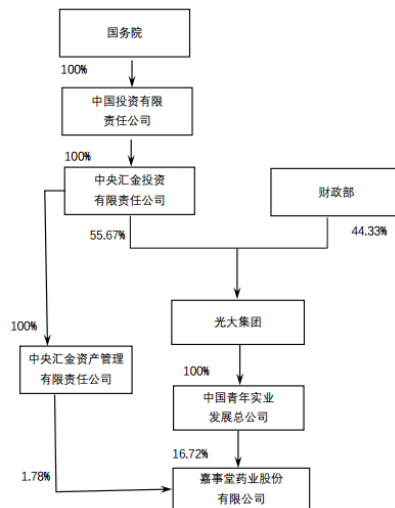 国务院
100%
中国投资有限
责任公司
100%
中央汇金投资
有限责任公司
财政部
55.67%
44.33%
光大集团
100%
中央汇金资产管理
有限责任公司
100%
中国青年实业
发展总公司
16.72%
1.78%
嘉事堂药业股份
有限公司